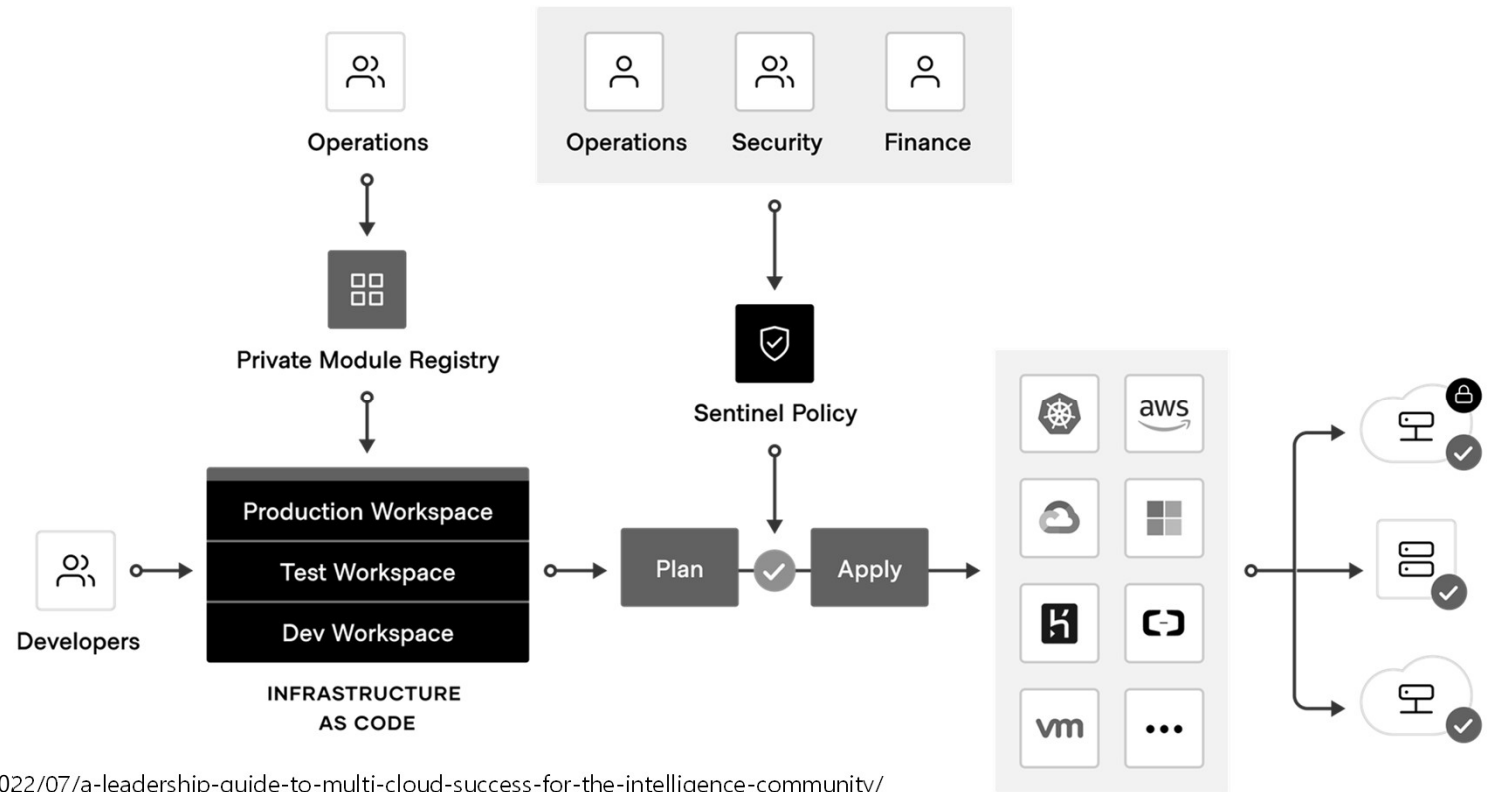 Operations
Operations
Security
Finance
Private Module Registry
Sentinel Policy
Developers
Production Workspace
Test Workspace
Dev Workspace
INFRASTRUCTURE
AS CODE
Plan
Apply
aws
vm
022/07/a-leadership-guide-to-multi-cloud-success-for-the-intelligence-community/